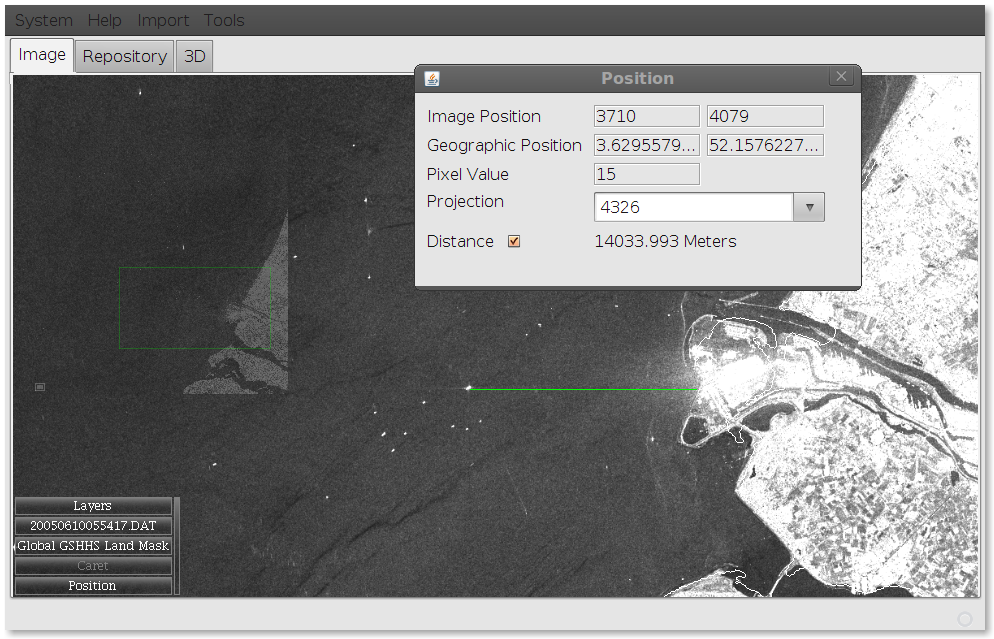 System Help Import Tools
Image Repository 3D
Position
Image Position 3710 4079
Geographic Position 3.6295579... 52.1576227...
Pixel Value 15
Projection 4326
Distance 14033.993 Meters
Layers
20050610055417.DAT
Global GSHHS Land Mask
Caret
Position